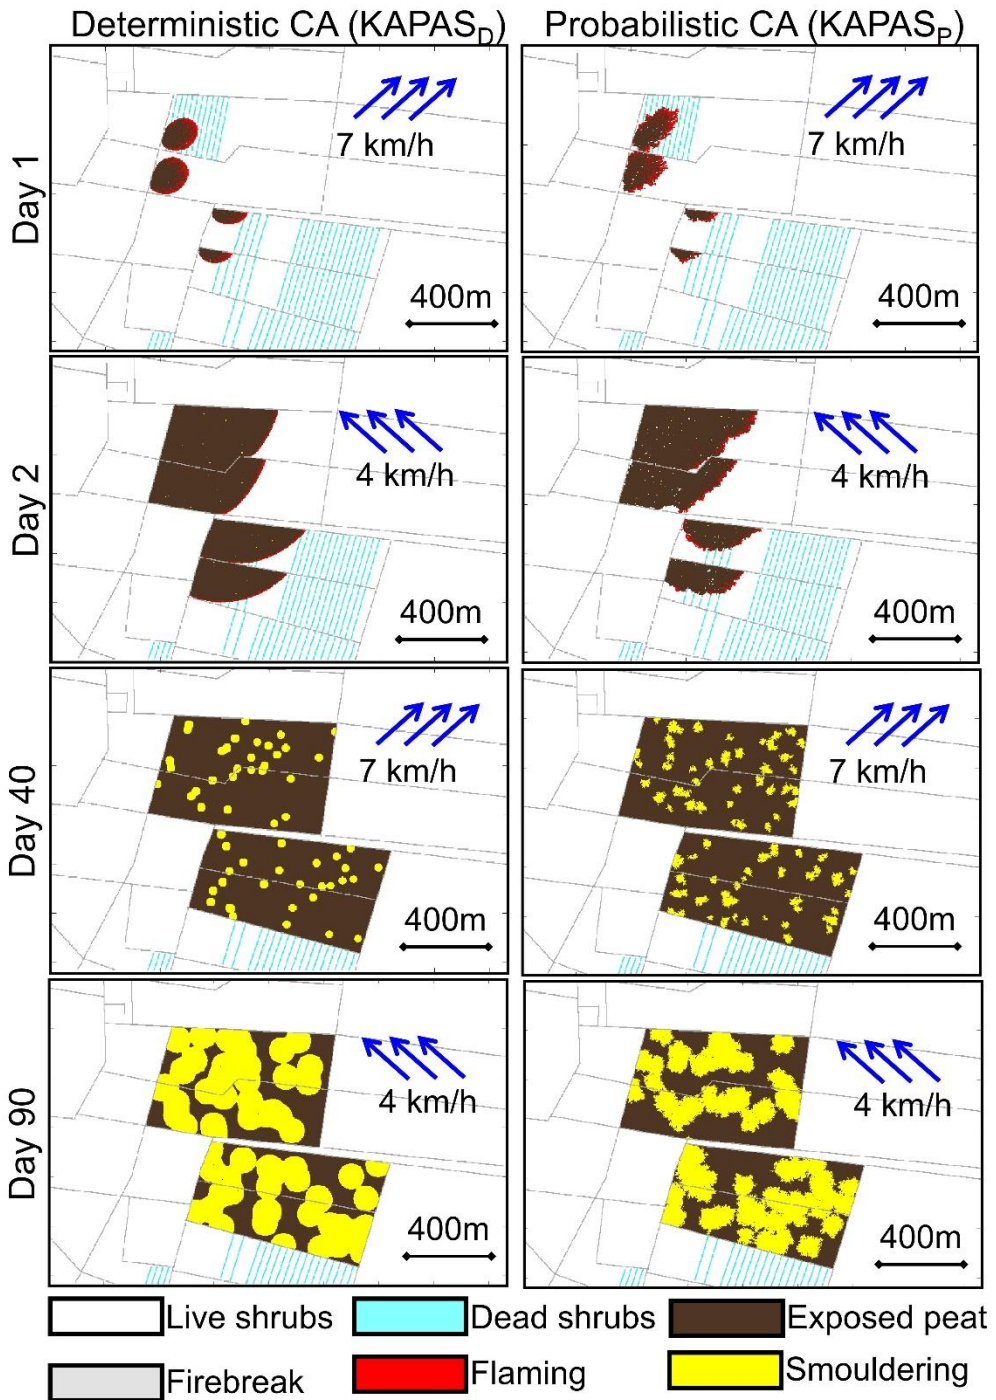 Deterministic CA (KAPAS_D) Probabilistic CA (KAPAS_P)
Day 1
7 km/h
400m
7 km/h
400m
Day 2
4 km/h
400m
4 km/h
400m
Day 40
7 km/h
400m
7 km/h
400m
Day 90
4 km/h
400m
4 km/h
400m
Live shrubs Dead shrubs Exposed peat
Firebreak Flaming Smouldering